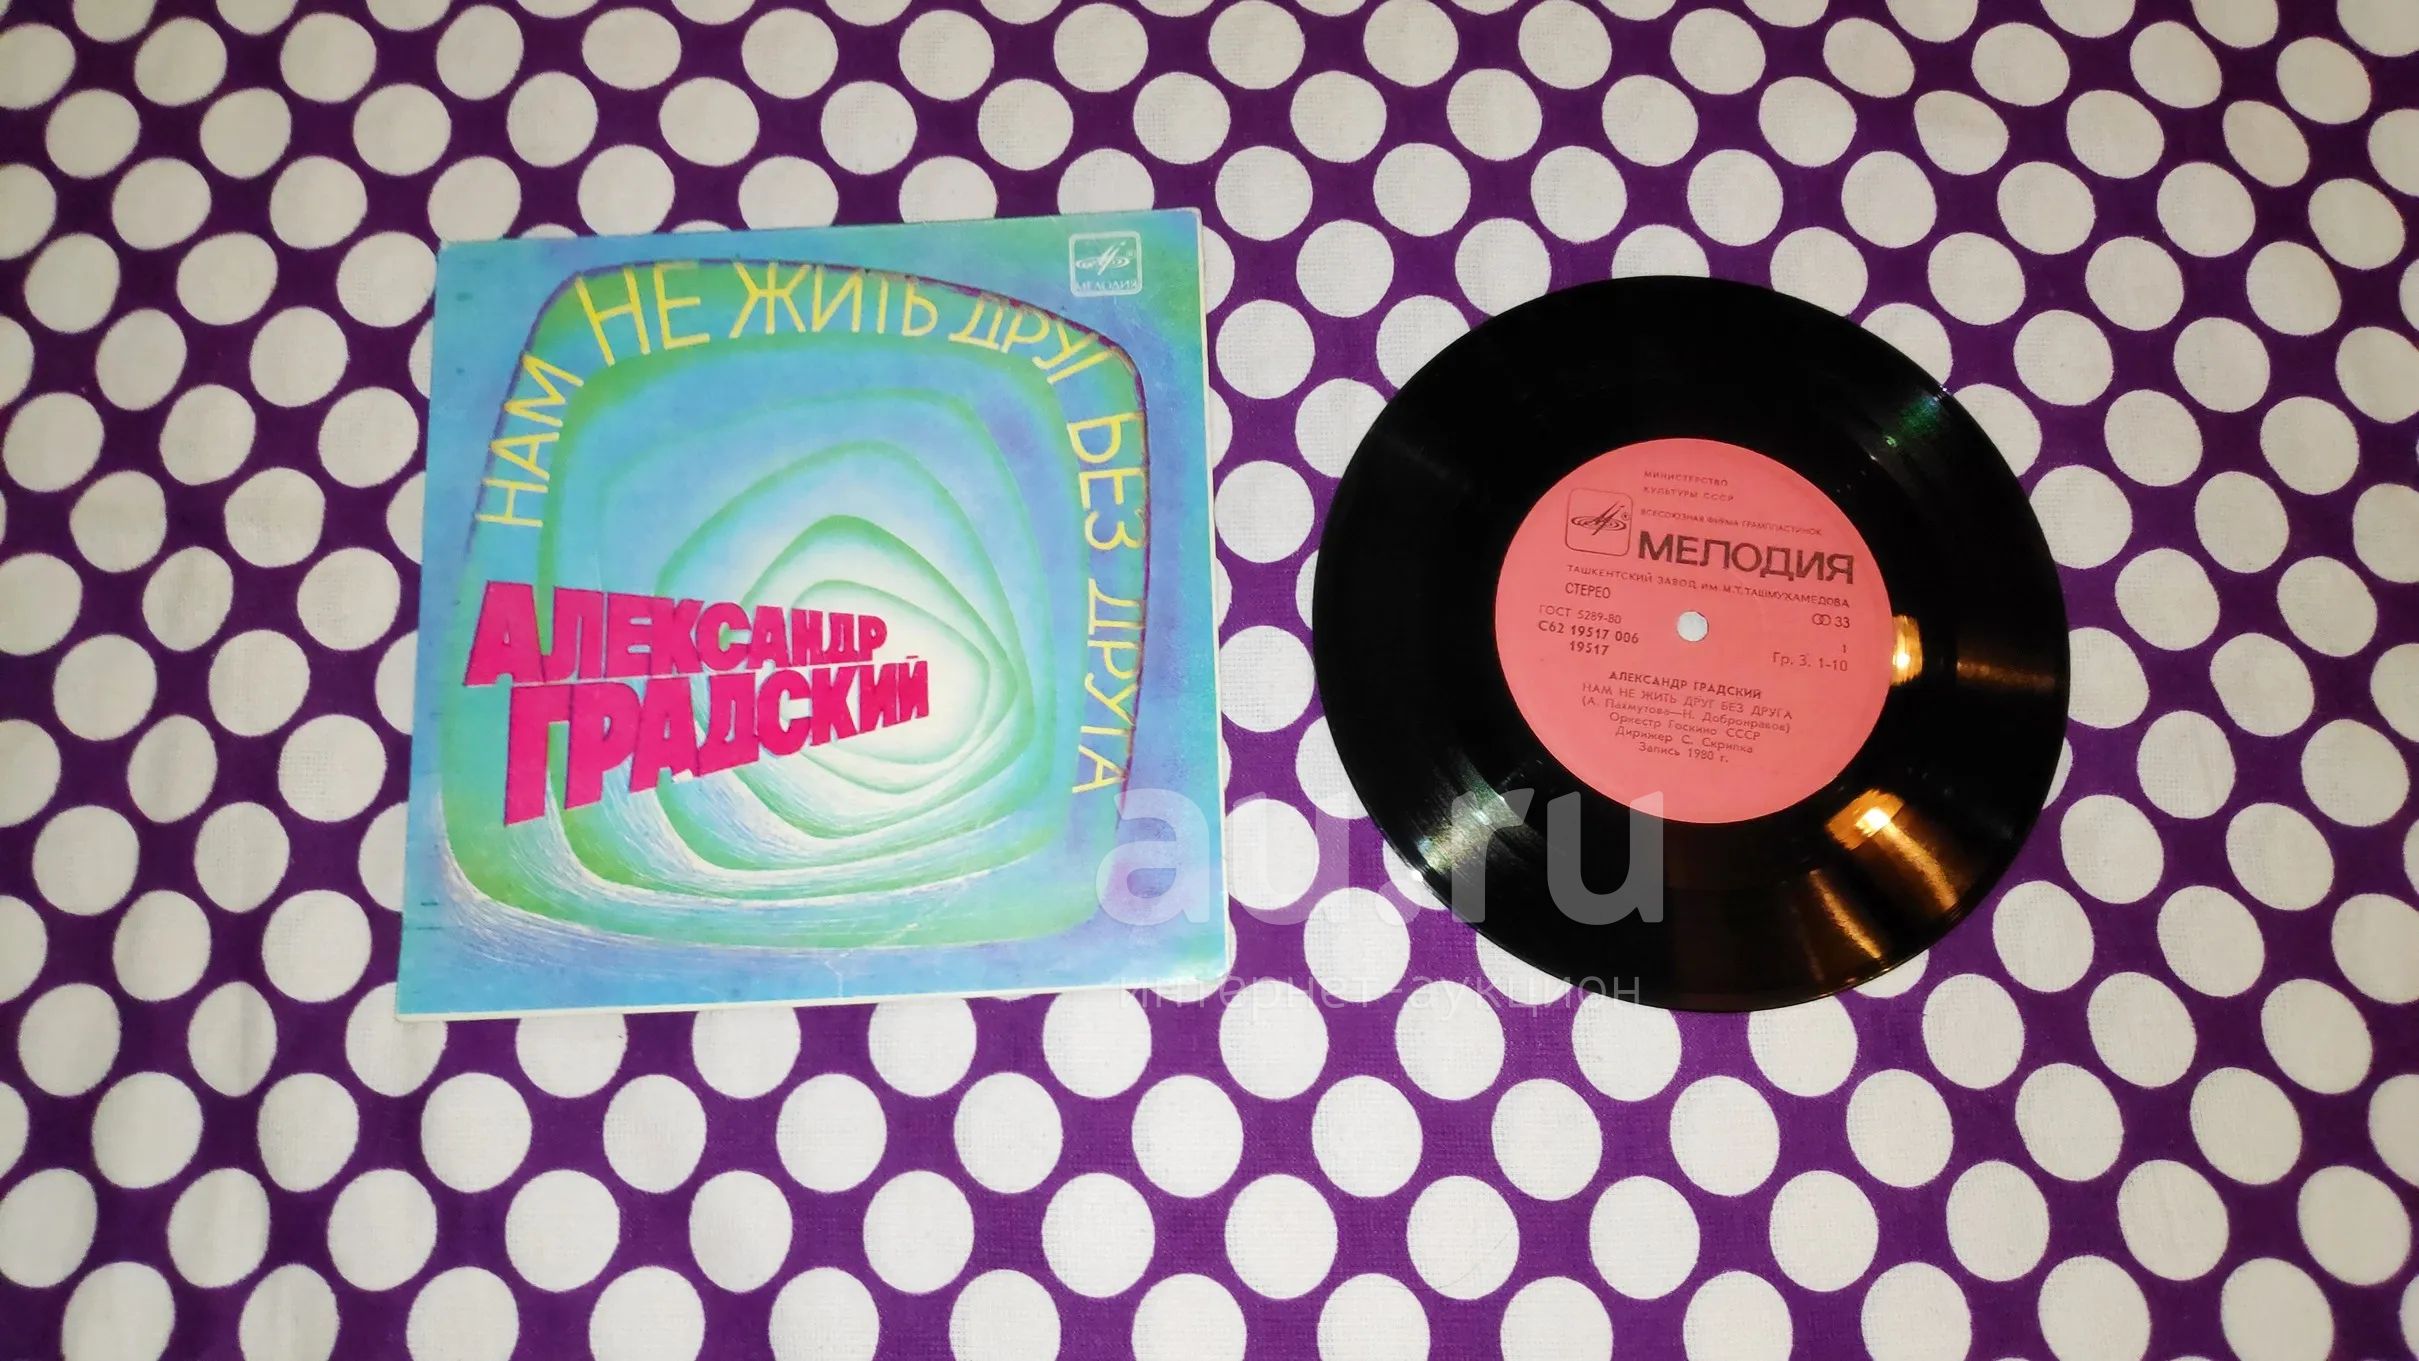 НАМ НЕ ЖИТЬ ДРУГ БЕЗ ДРУГА
МЕЛОДИЯ
АЛЕКСАНДР
ГРАДСКИЙ
МИНИСТЕРСТВО
КУЛЬТУРЫ СССР
ВСЕСОЮЗНАЯ ФИРМА ГРАМПЛАСТИНОК
МЕЛОДИЯ
ТАШКЕНТСКИЙ ЗАВОД ИМ. М.Т. ТАШМУХАМЕДОВА
СТЕРЕО
ГОСТ 5289-80
33
С62 19517 006
1
19517
Гр. 3. 1-10
АЛЕКСАНДР ГРАДСКИЙ
НАМ НЕ ЖИТЬ ДРУГ БЕЗ ДРУГА
(А. Пахмутова—Н. Добронравов)
Оркестр Госкино СССР
Дирижер С. Скрипка
Запись 1980 г.
au.ru
интернет-аукцион